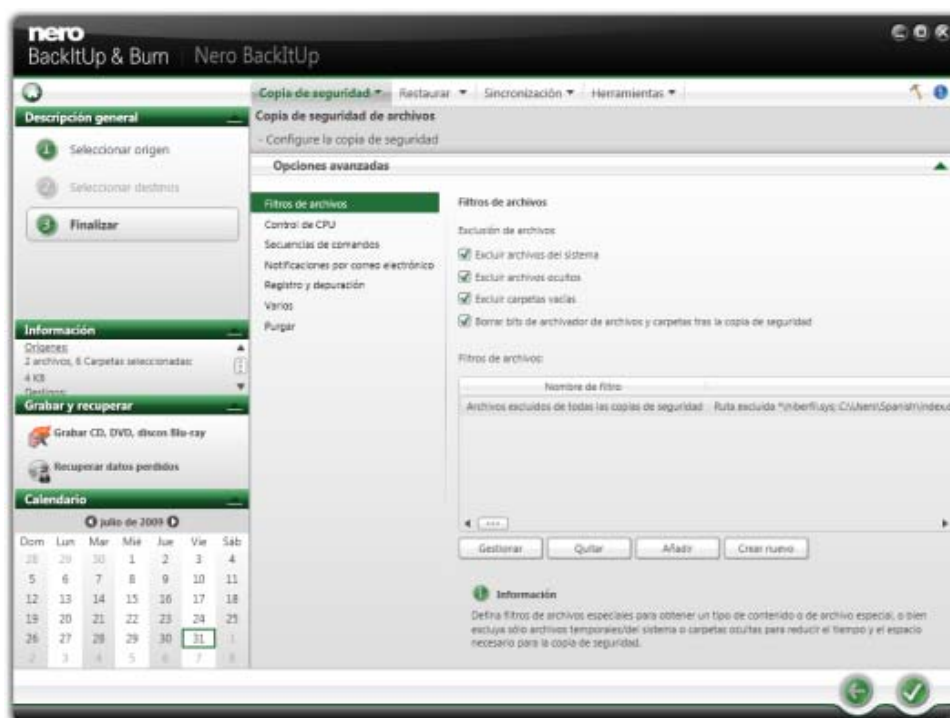 nero
BackItUp & Burn Nero BackItUp
Copia de seguridad Restaurar Sincronización Herramientas
Descripción general
1 Seleccionar origen
2 Seleccionar destinos
3 Finalizar
Información
Orígenes:
2 archivos, 6 Carpetas seleccionadas:
4 KB
Destinos:
Grabar y recuperar
Grabar CD, DVD, discos Blu-ray
Recuperar datos perdidos
Calendario
julio de 2009
Dom Lun Mar Mié Jue Vie Sáb
28 29 30 1 2 3 4
5 6 7 8 9 10 11
12 13 14 15 16 17 18
19 20 21 22 23 24 25
26 27 28 29 30 31 1
2 3 4 5 6 7 8
Copia de seguridad de archivos
- Configure la copia de seguridad
Opciones avanzadas
Filtros de archivos
Control de CPU
Secuencias de comandos
Notificaciones por correo electrónico
Registro y depuración
Varios
Purgar
Filtros de archivos
Exclusión de archivos
Excluir archivos del sistema
Excluir archivos ocultos
Excluir carpetas vacías
Borrar bits de archivador de archivos y carpetas tras la copia de seguridad
Filtros de archivos:
Nombre de filtro
Archivos excluidos de todas las copias de seguridad Ruta excluida *\hiberfil.sys; C:\Users\Spanish\index.d
Gestionar Quitar Añadir Crear nuevo
Información
Defina filtros de archivos especiales para obtener un tipo de contenido o de archivo especial, o bien
excluya sólo archivos temporales/del sistema o carpetas ocultas para reducir el tiempo y el espacio
necesario para la copia de seguridad.